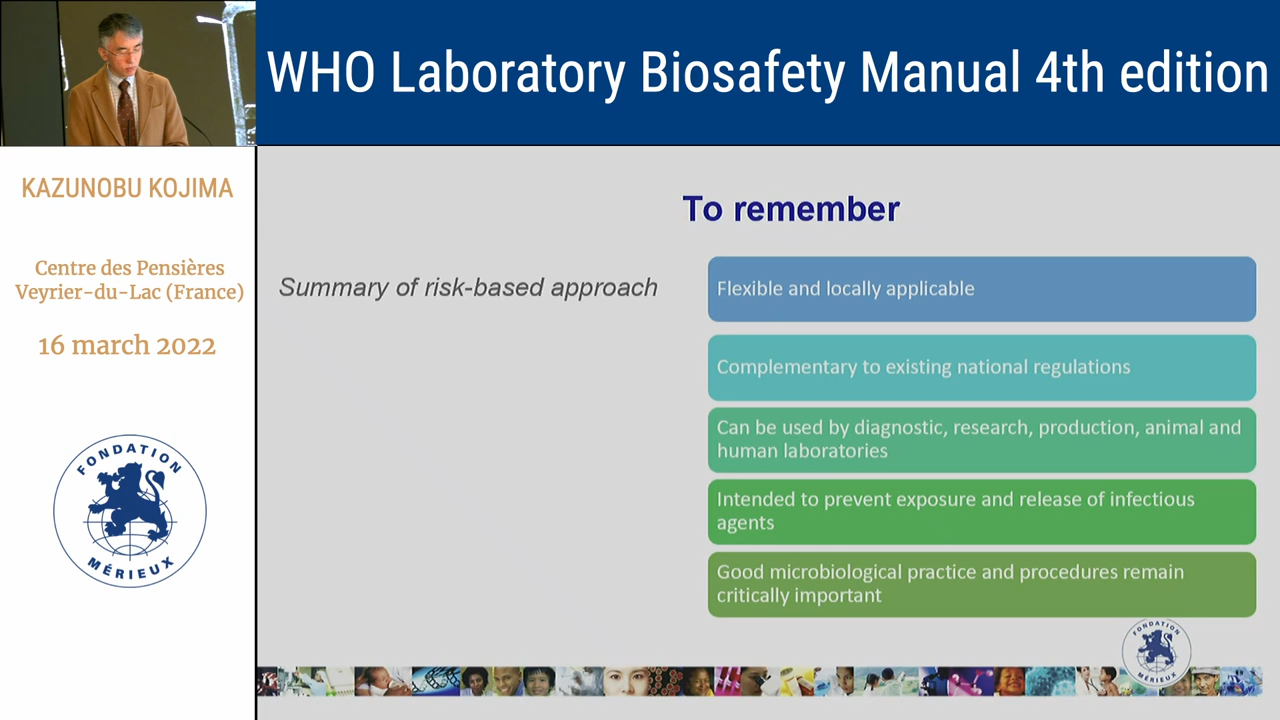 WHO Laboratory Biosafety Manual 4th edition
KAZUNOBU KOJIMA
Centre des Pensières
Veyrier-du-Lac (France)
16 march 2022
FONDATION
MÉRIEUX
To remember
Summary of risk-based approach
Flexible and locally applicable
Complementary to existing national regulations
Can be used by diagnostic, research, production, animal and
human laboratories
Intended to prevent exposure and release of infectious
agents
Good microbiological practice and procedures remain
critically important
FONDATION
MÉRIEUX